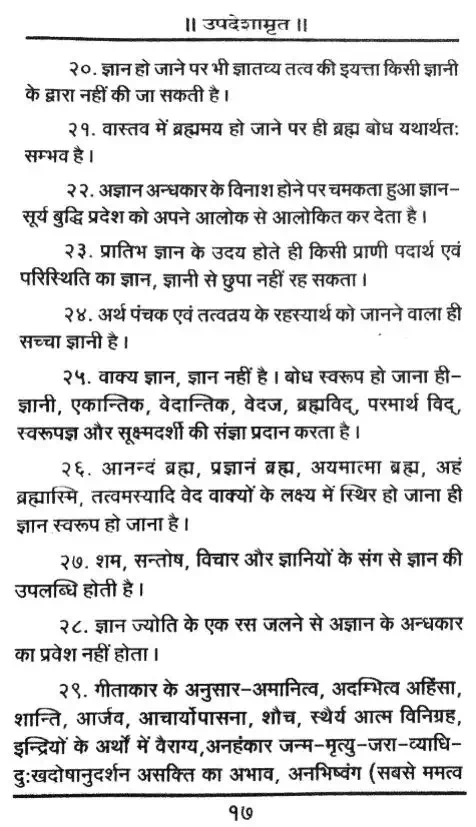 || उपदेशामृत ||
२०. ज्ञान हो जाने पर भी ज्ञातव्य तत्व की इयत्ता किसी ज्ञानी
के द्वारा नहीं की जा सकती है ।
२१. वास्तव में ब्रह्ममय हो जाने पर ही ब्रह्म बोध यथार्थत:
सम्भव है ।
२२. अज्ञान अन्धकार के विनाश होने पर चमकता हुआ ज्ञान-
सूर्य बुद्धि प्रदेश को अपने आलोक से आलोकित कर देता है ।
२३. प्रातिभ ज्ञान के उदय होते ही किसी प्राणी पदार्थ एवं
परिस्थिति का ज्ञान, ज्ञानी से छुपा नहीं रह सकता ।
२४. अर्थ पंचक एवं तत्वत्रय के रहस्यार्थ को जानने वाला ही
सच्चा ज्ञानी है ।
२५. वाक्य ज्ञान, ज्ञान नहीं है । बोध स्वरूप हो जाना ही-
ज्ञानी, एकान्तिक, वेदान्तिक, वेदज, ब्रह्मविद्, परमार्थ विद्,
स्वरूपज्ञ और सूक्ष्मदर्शी की संज्ञा प्रदान करता है ।
२६. आनन्दं ब्रह्म, प्रज्ञानं ब्रह्म, अयमात्मा ब्रह्म, अहं
ब्रह्मास्मि, तत्वमस्यादि वेद वाक्यों के लक्ष्य में स्थिर हो जाना ही
ज्ञान स्वरूप हो जाना है ।
२७. शम, सन्तोष, विचार और ज्ञानियों के संग से ज्ञान की
उपलब्धि होती है ।
२८. ज्ञान ज्योति के एक रस जलने से अज्ञान के अन्धकार
का प्रवेश नहीं होता ।
२९. गीताकार के अनुसार-अमानित्व, अदम्भित्व अहिंसा,
शान्ति, आर्जव, आचार्योपासना, शौच, स्थैर्य आत्म विनिग्रह,
इन्द्रियों के अर्थों में वैराग्य,अनहंकार जन्म-मृत्यु-जरा-व्याधि-
दु:खदोषानुदर्शन असक्ति का अभाव, अनभिष्वंग (सबसे ममत्व
१७